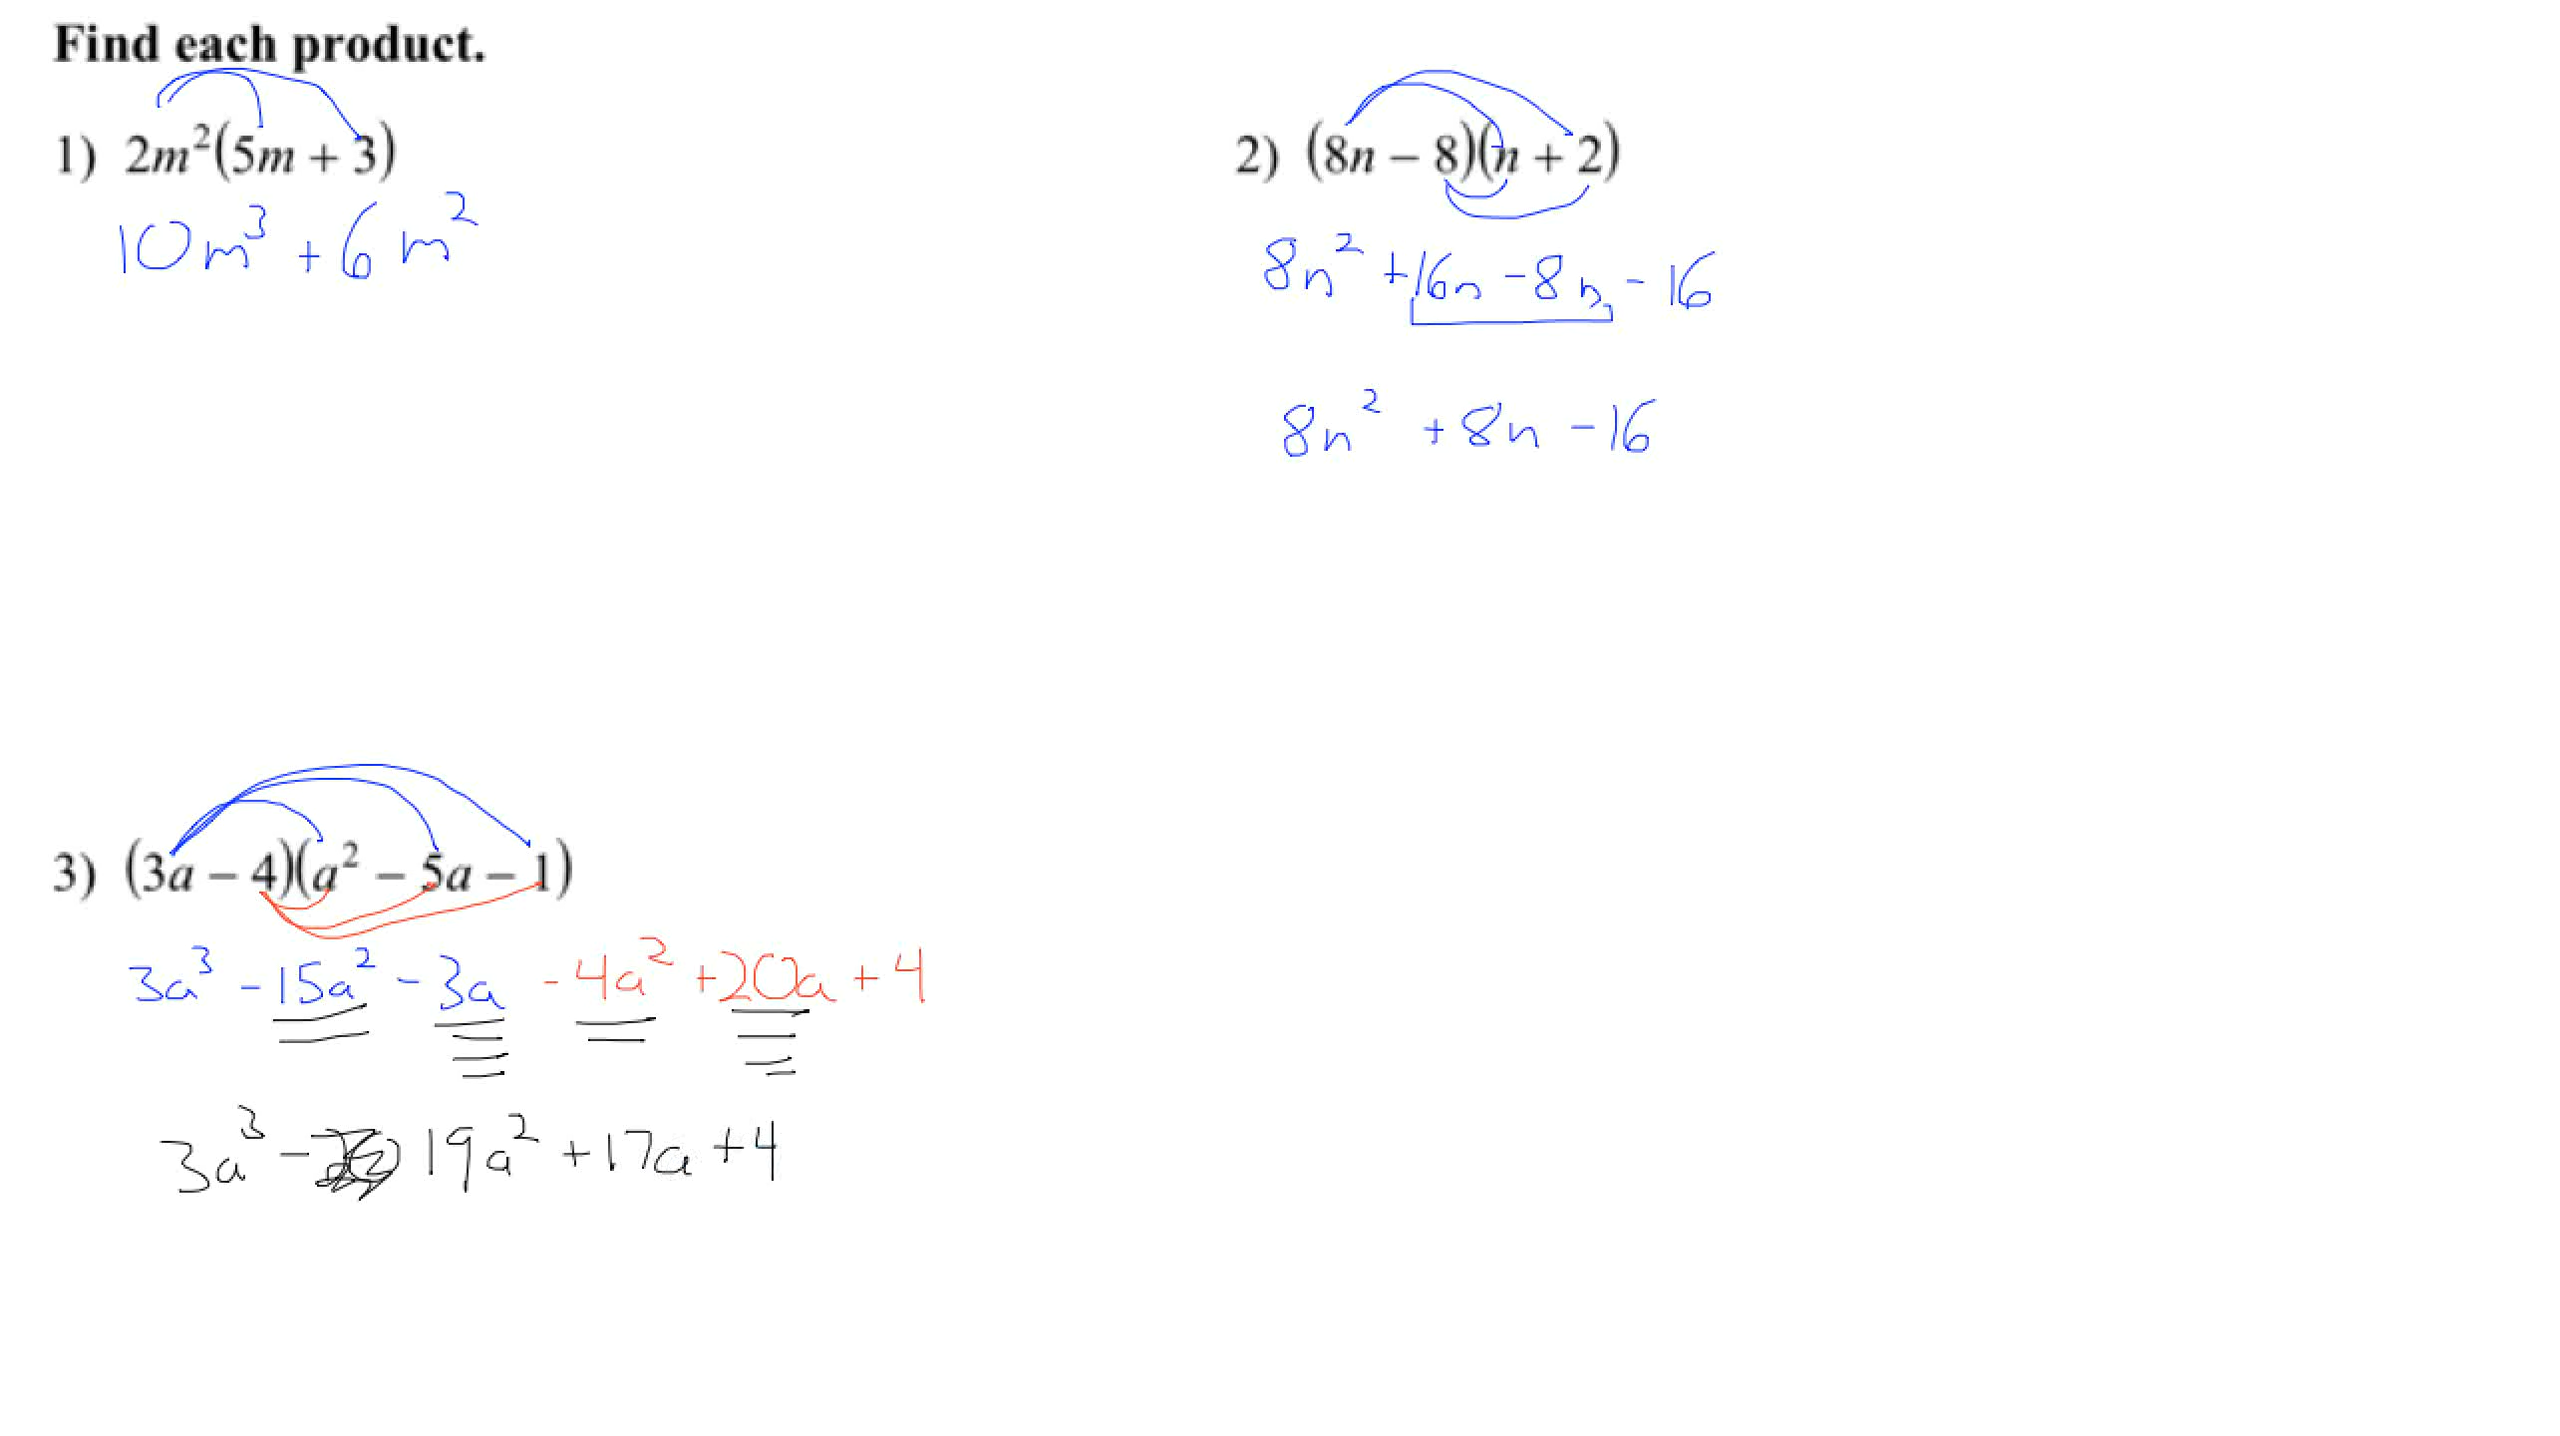 Find each product.
1) 2m²(5m + 3)
10m³ + 6m²
2) (8n − 8)(n + 2)
8n² +16n −8n − 16
8n² +8n −16
3) (3a − 4)(a² − 5a − 1)
3a³ −15a² −3a -4a² +20a +4
3a³ − 19a² +17a +4